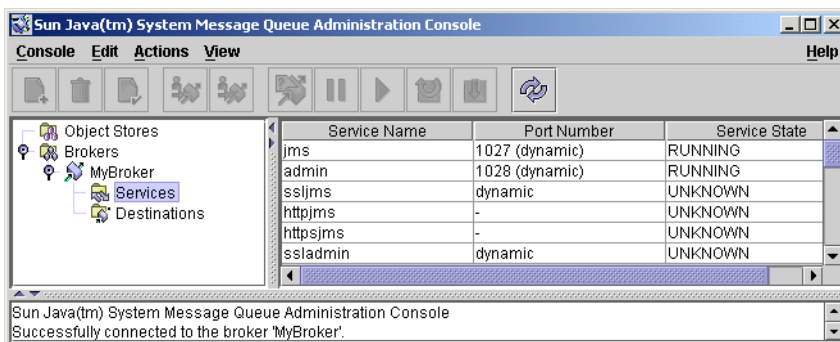 Sun Java(tm) System Message Queue Administration Console
Console Edit Actions View Help
Object Stores
Brokers
MyBroker
Services
Destinations
Service Name Port Number Service State
jms 1027 (dynamic) RUNNING
admin 1028 (dynamic) RUNNING
ssljms dynamic UNKNOWN
httpjms - UNKNOWN
httpsjms - UNKNOWN
ssladmin dynamic UNKNOWN
Sun Java(tm) System Message Queue Administration Console
Successfully connected to the broker 'MyBroker'.